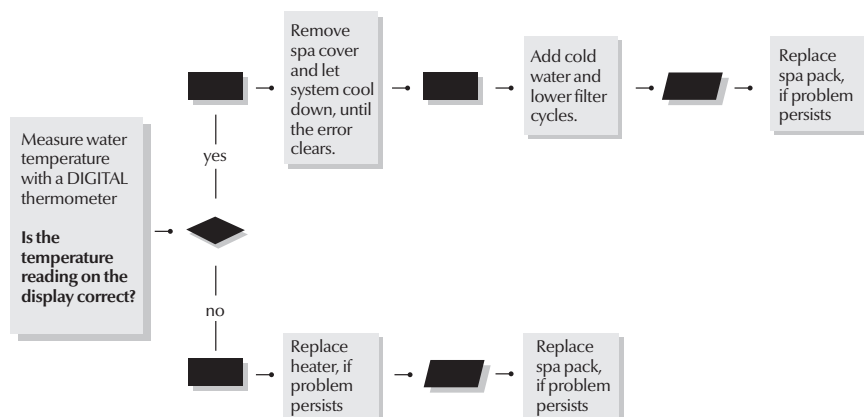 Measure water
temperature
with a DIGITAL
thermometer
Is the
temperature
reading on the
display correct?
yes
Remove
spa cover
and let
system cool
down, until
the error
clears.
Add cold
water and
lower filter
cycles.
Replace
spa pack,
if problem
persists
no
Replace
heater, if
problem
persists
Replace
spa pack,
if problem
persists